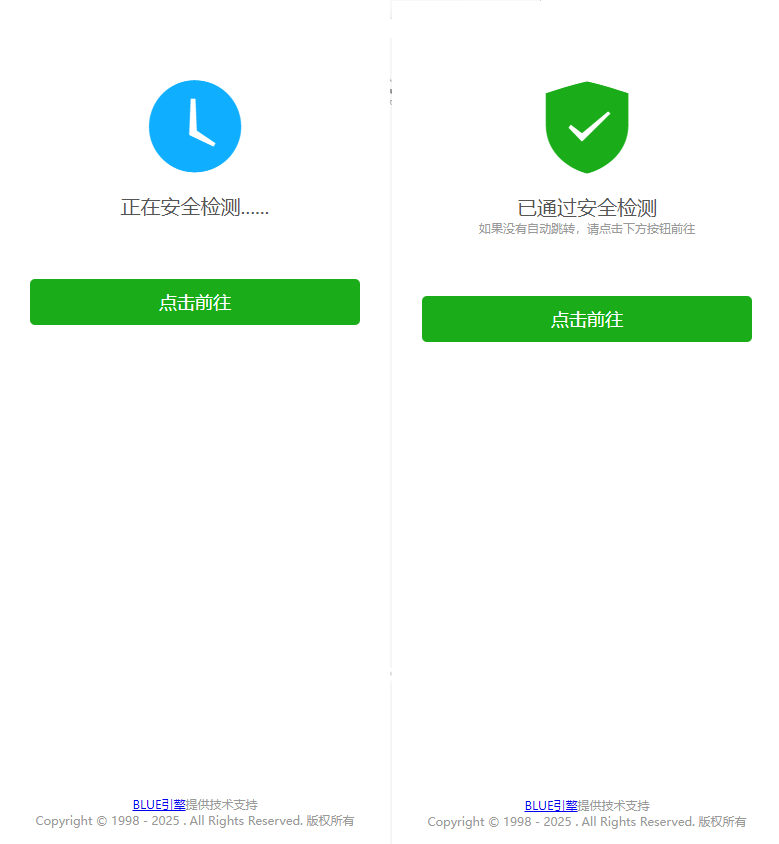 正在安全检测......
点击前往
BLUE引擎提供技术支持
Copyright © 1998 - 2025 . All Rights Reserved. 版权所有
已通过安全检测
如果没有自动跳转，请点击下方按钮前往
点击前往
BLUE引擎提供技术支持
Copyright © 1998 - 2025 . All Rights Reserved. 版权所有